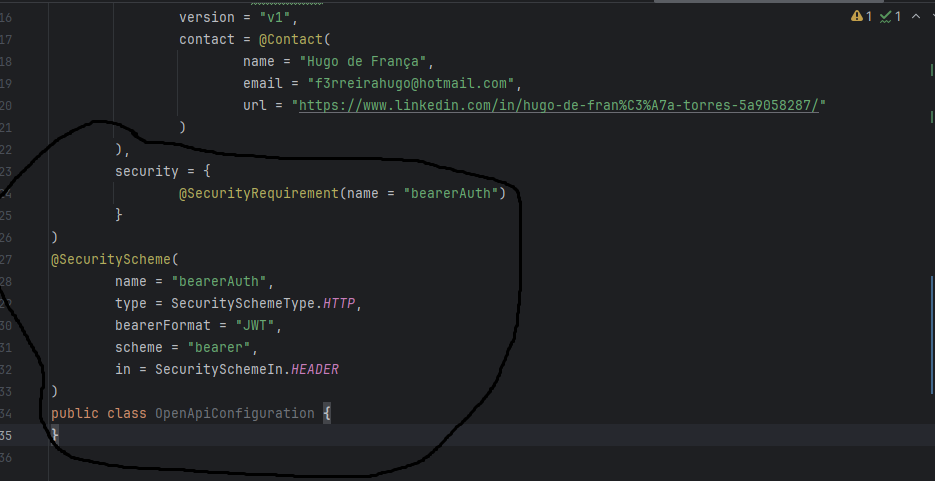 16 version = "v1",
17 contact = @Contact(
18 name = "Hugo de França",
19 email = "f3rreirahugo@hotmail.com",
20 url = "https://www.linkedin.com/in/hugo-de-fran%C3%A7a-torres-5a9058287/"
21 )
22 ),
23 security = {
24 @SecurityRequirement(name = "bearerAuth")
25 }
26 )
27 @SecurityScheme(
28 name = "bearerAuth",
29 type = SecuritySchemeType.HTTP,
30 bearerFormat = "JWT",
31 scheme = "bearer",
32 in = SecuritySchemeIn.HEADER
33 )
34 public class OpenApiConfiguration {
35 }
36
1 1